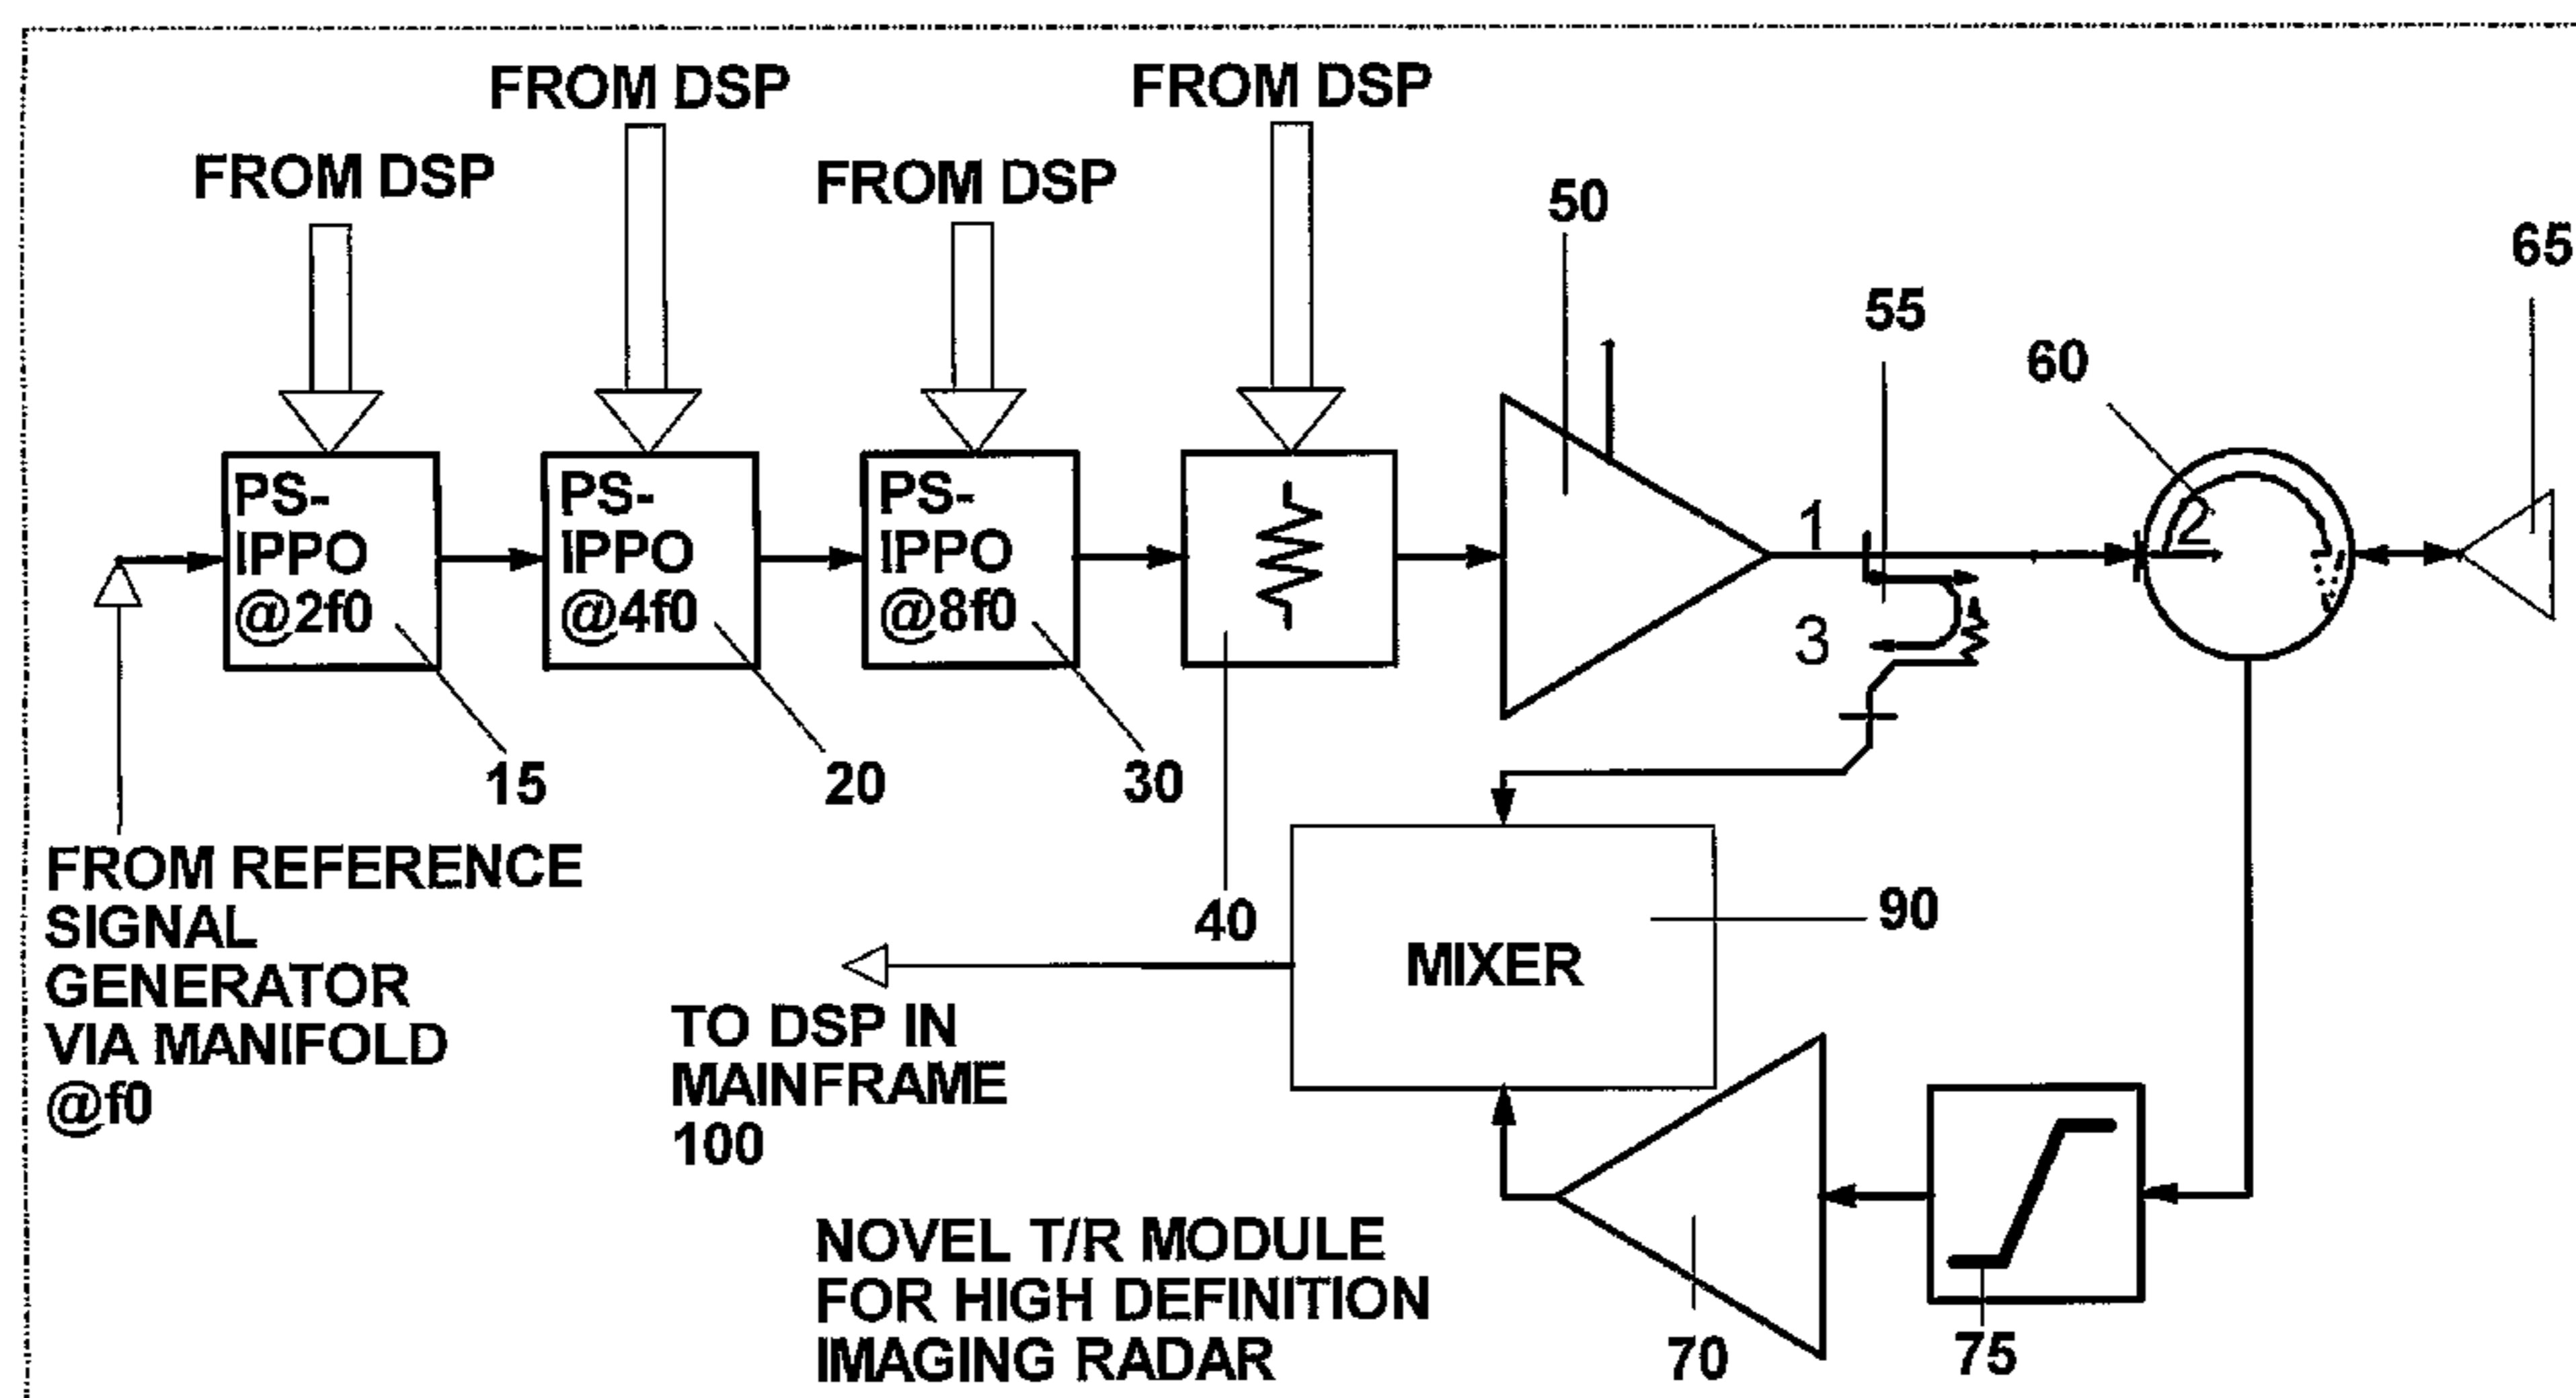 FROM DSP
FROM DSP
FROM DSP
FROM DSP
50
65
55
60
PS-
IPPO
@2f0
PS-
IPPO
@4f0
PS-
IPPO
@8f0
1
2
3
15
20
30
40
FROM REFERENCE
SIGNAL
GENERATOR
VIA MANIFOLD
@f0
MIXER
90
TO DSP IN
MAINFRAME
100
NOVEL T/R MODULE
FOR HIGH DEFINITION
IMAGING RADAR
70
75